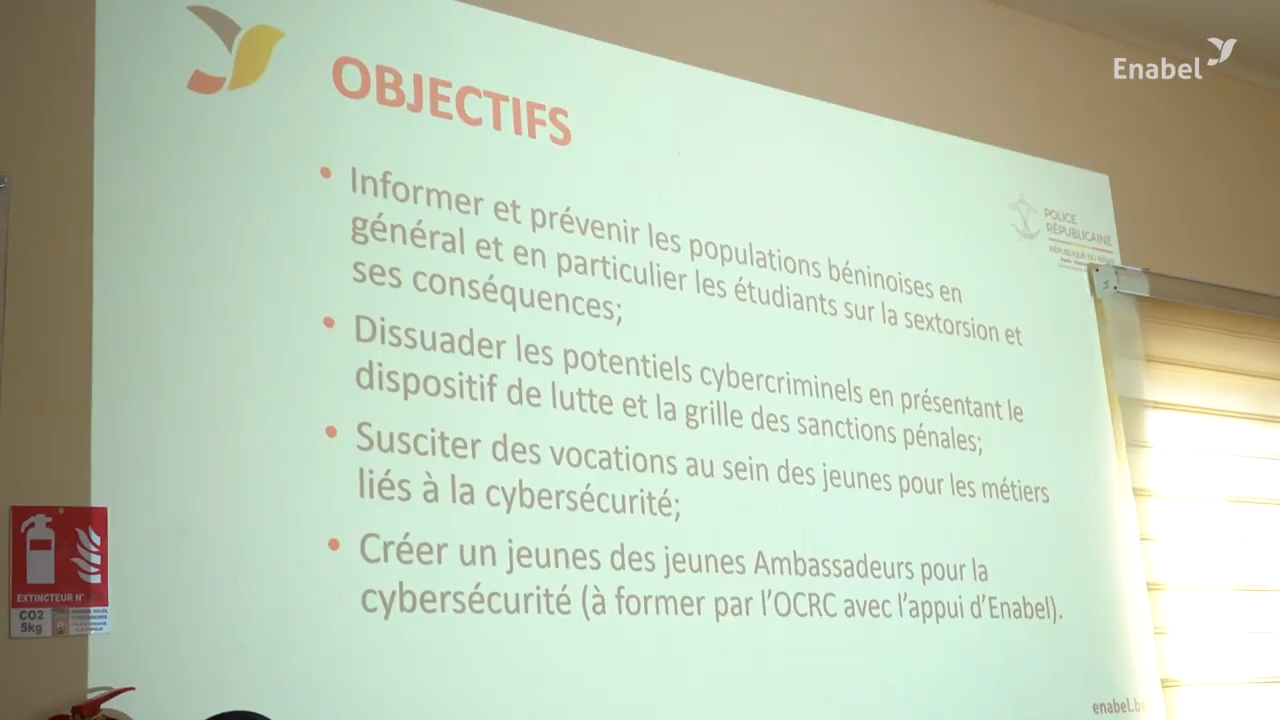 Enabel
OBJECTIFS
POLICE
RÉPUBLICAINE
• Informer et prévenir les populations béninoises en
général et en particulier les étudiants sur la sextorsion et
ses conséquences;
• Dissuader les potentiels cybercriminels en présentant le
dispositif de lutte et la grille des sanctions pénales;
• Susciter des vocations au sein des jeunes pour les métiers
liés à la cybersécurité;
• Créer un jeunes des jeunes Ambassadeurs pour la
cybersécurité (à former par l'OCRC avec l'appui d'Enabel).
EXTINCTEUR N°
CO2
5kg
enabel.be